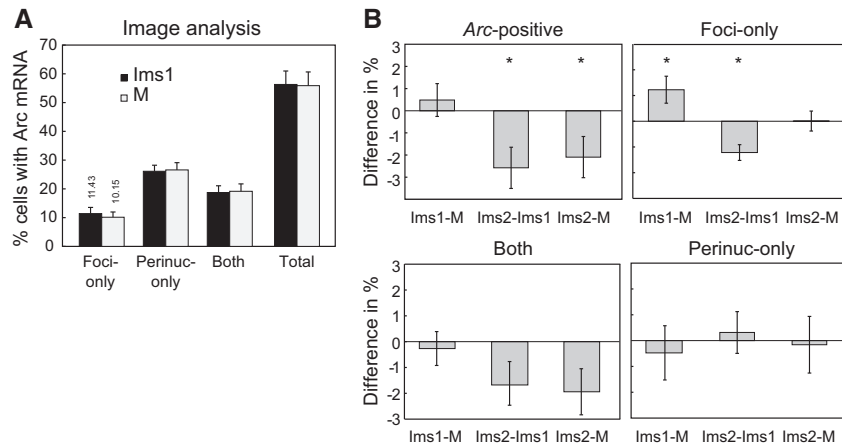 A
Image analysis
% cells with Arc mRNA
70
60
50
40
30
20
10
0
Ims1
M
11.43
10.15
Foci-only
Perinuc-only
Both
Total
B
Arc-positive
Difference in %
3
2
1
0
-1
-2
-3
* *
Ims1-M Ims2-Ims1 Ims2-M
Foci-only
* *
Ims1-M Ims2-Ims1 Ims2-M
Both
Difference in %
3
2
1
0
-1
-2
-3
Ims1-M Ims2-Ims1 Ims2-M
Perinuc-only
Ims1-M Ims2-Ims1 Ims2-M